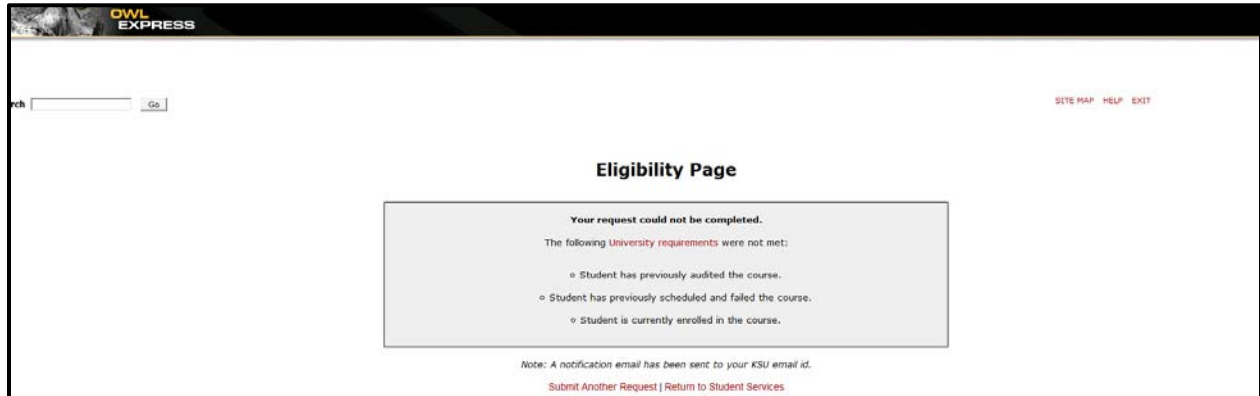 OWL
EXPRESS
rch
Go
SITE MAP HELP EXIT
Eligibility Page
Your request could not be completed.
The following University requirements were not met:
Student has previously audited the course.
Student has previously scheduled and failed the course.
Student is currently enrolled in the course.
Note: A notification email has been sent to your KSU email id.
Submit Another Request | Return to Student Services